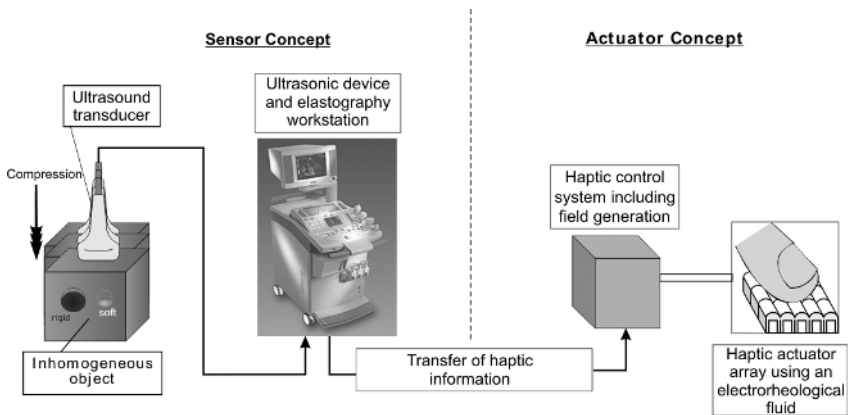 Sensor Concept
Actuator Concept
Ultrasound
transducer
Ultrasonic device
and elastography
workstation
Compression
rigid
soft
Inhomogeneous
object
Transfer of haptic
information
Haptic control
system including
field generation
Haptic actuator
array using an
electrorheological
fluid